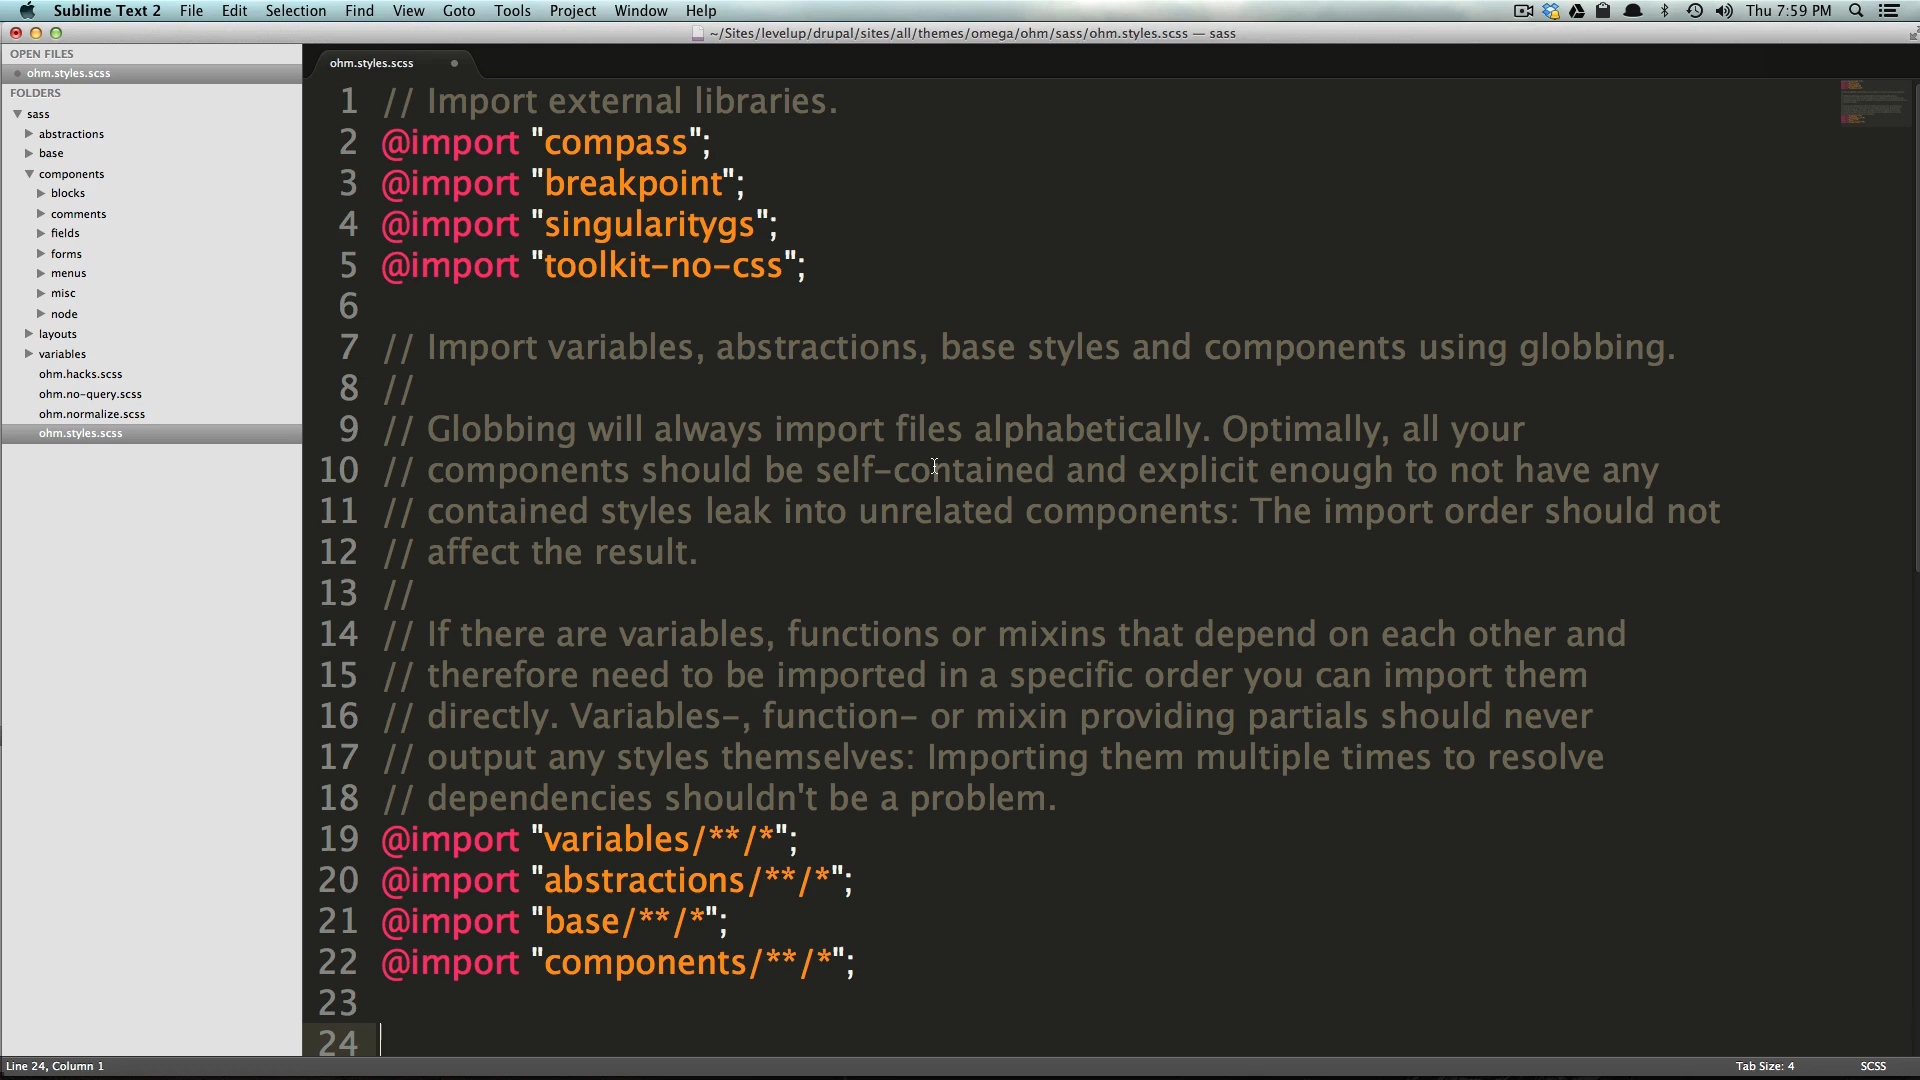 Sublime Text 2 File Edit Selection Find View Goto Tools Project Window Help Thu 7:59 PM
~/Sites/levelup/drupal/sites/all/themes/omega/ohm/sass/ohm.styles.scss — sass
OPEN FILES
ohm.styles.scss
FOLDERS
sass
abstractions
base
components
blocks
comments
fields
forms
menus
misc
node
layouts
variables
ohm.hacks.scss
ohm.no-query.scss
ohm.normalize.scss
ohm.styles.scss
ohm.styles.scss
1 // Import external libraries.
2 @import "compass";
3 @import "breakpoint";
4 @import "singularitygs";
5 @import "toolkit-no-css";
6
7 // Import variables, abstractions, base styles and components using globbing.
8 //
9 // Globbing will always import files alphabetically. Optimally, all your
10 // components should be self-contained and explicit enough to not have any
11 // contained styles leak into unrelated components: The import order should not
12 // affect the result.
13 //
14 // If there are variables, functions or mixins that depend on each other and
15 // therefore need to be imported in a specific order you can import them
16 // directly. Variables-, function- or mixin providing partials should never
17 // output any styles themselves: Importing them multiple times to resolve
18 // dependencies shouldn't be a problem.
19 @import "variables/**/*";
20 @import "abstractions/**/*";
21 @import "base/**/*";
22 @import "components/**/*";
23
24
Line 24, Column 1 Tab Size: 4 SCSS